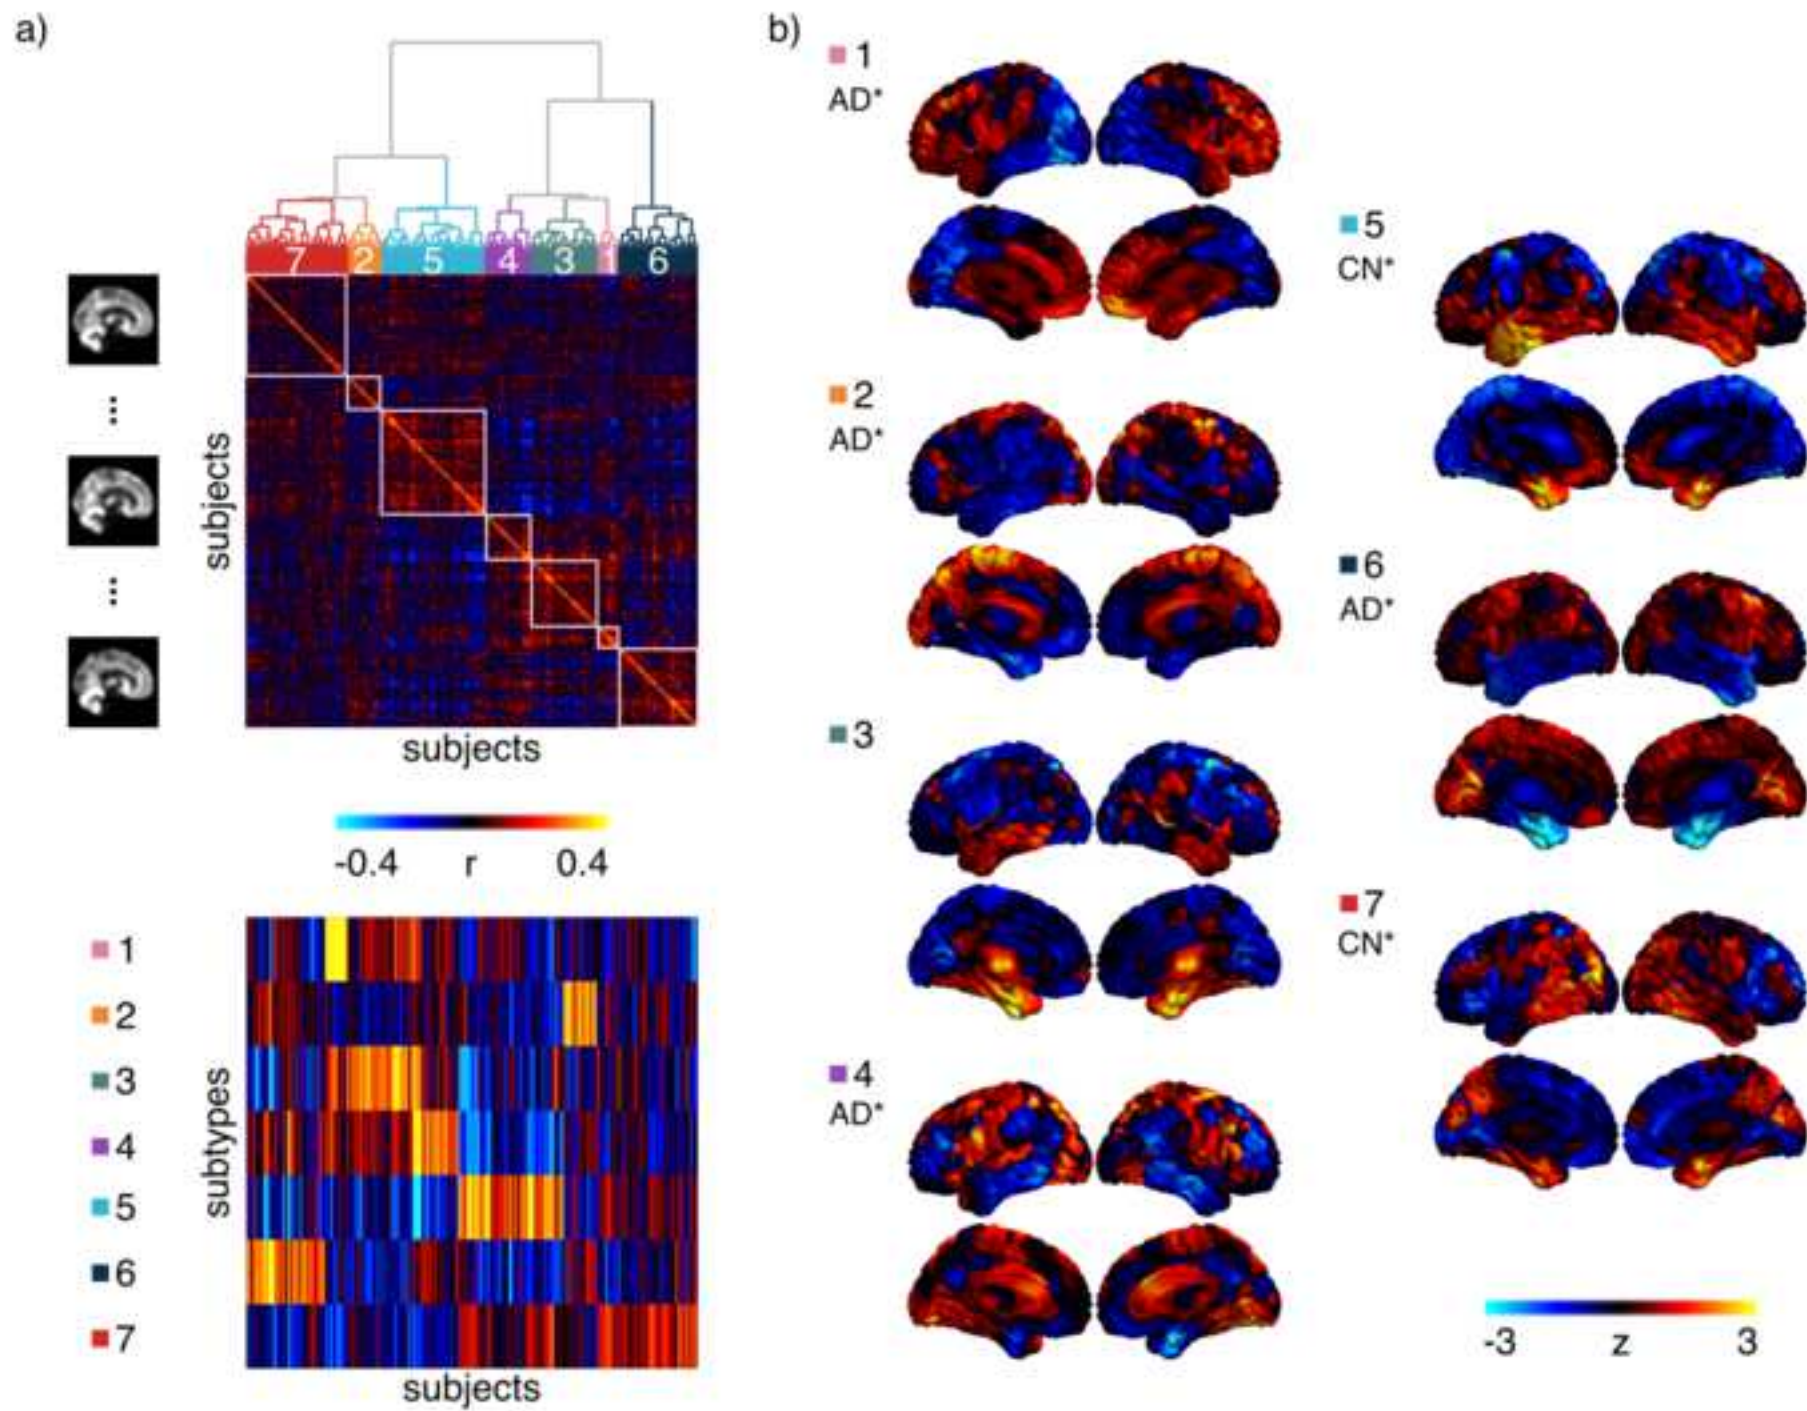 a)
7 2 5 4 3 1 6
...
...
subjects
subjects
-0.4 r 0.4
1
2
3
4
5
6
7
subtypes
subjects
b)
1
AD*
2
AD*
3
4
AD*
5
CN*
6
AD*
7
CN*
-3 z 3